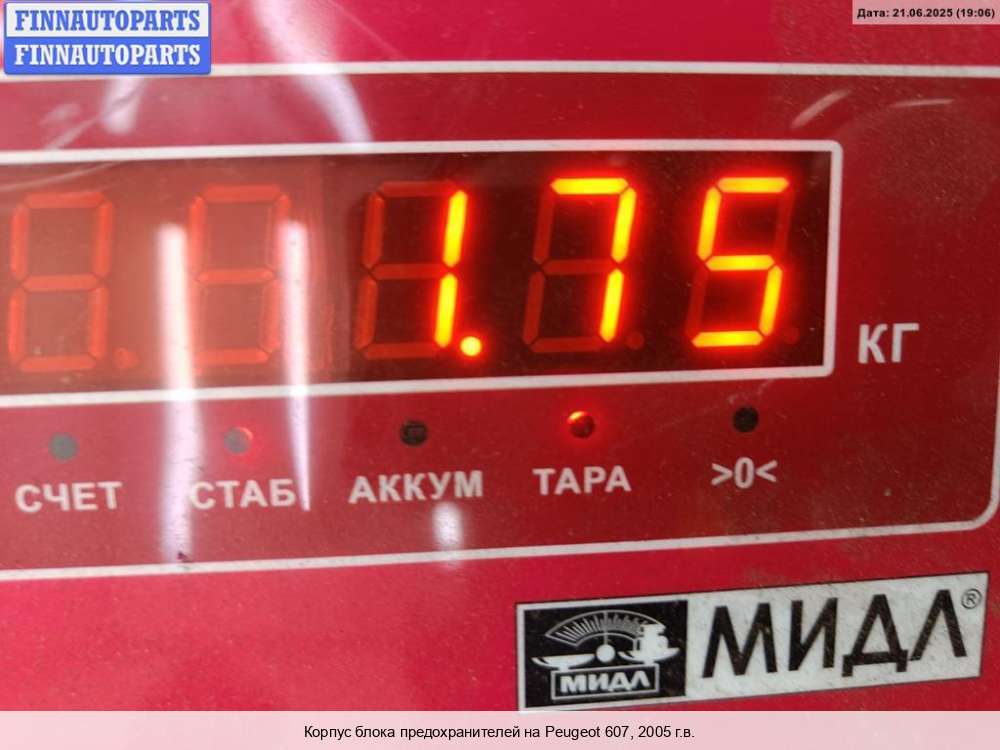 FINNAUTOPARTS
FINNAUTOPARTS
Дата: 21.06.2025 (19:06)
1.75
КГ
СЧЕТ СТАБ АККУМ ТАРА >0<
МИДЛ
МИДЛ®
Корпус блока предохранителей на Peugeot 607, 2005 г.в.